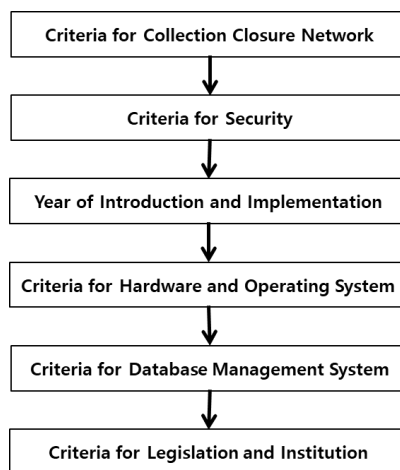 Criteria for Collection Closure Network
Criteria for Security
Year of Introduction and Implementation
Criteria for Hardware and Operating System
Criteria for Database Management System
Criteria for Legislation and Institution